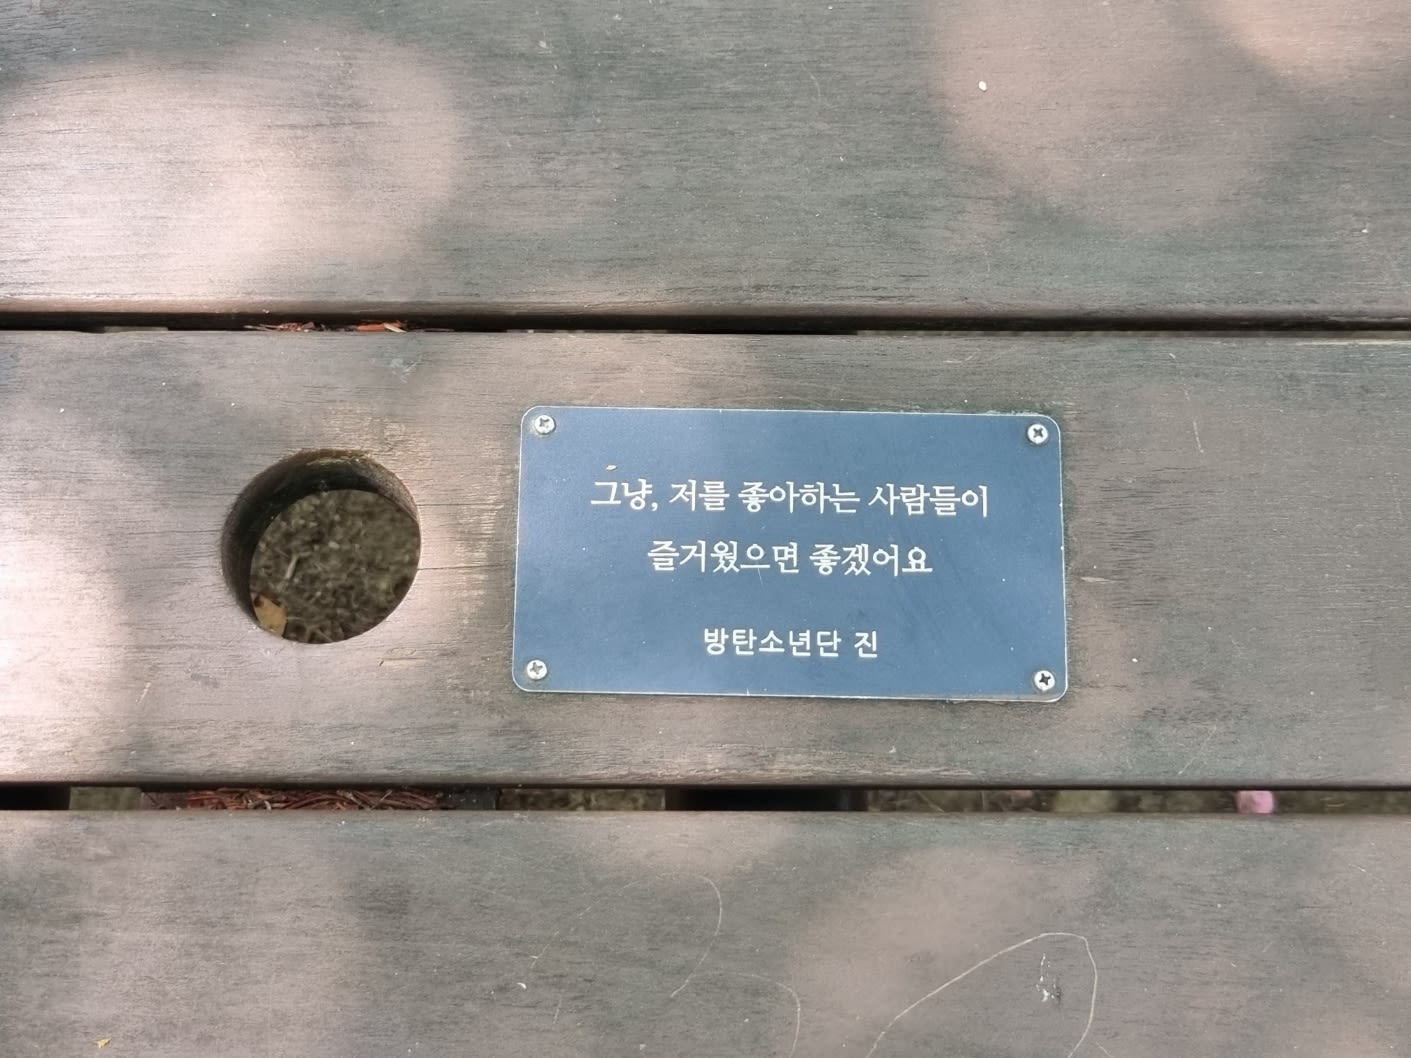 그냥, 저를 좋아하는 사람들이
즐거웠으면 좋겠어요
방탄소년단 진